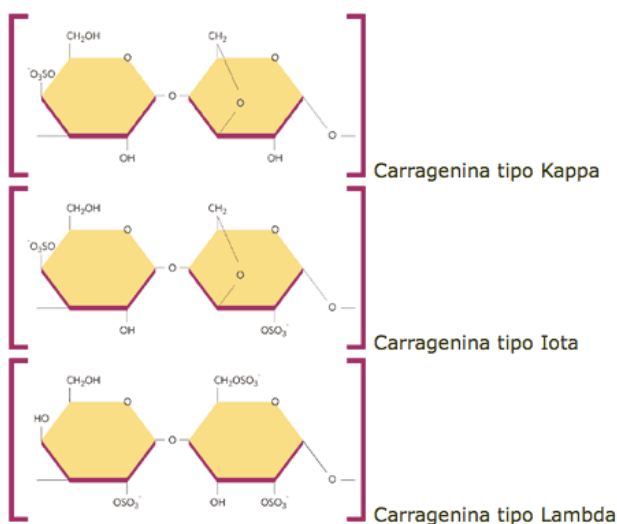 CH₂OH O CH₂
⁻O₃SO O
O O
O
OH OH
Carragenina tipo Kappa
CH₂OH O CH₂ O
⁻O₃SO
O O
O
OH OSO₃⁻
Carragenina tipo Iota
CH₂OH O CH₂OSO₃⁻ O
HO
O
O
OSO₃⁻ OH OSO₃⁻
Carragenina tipo Lambda